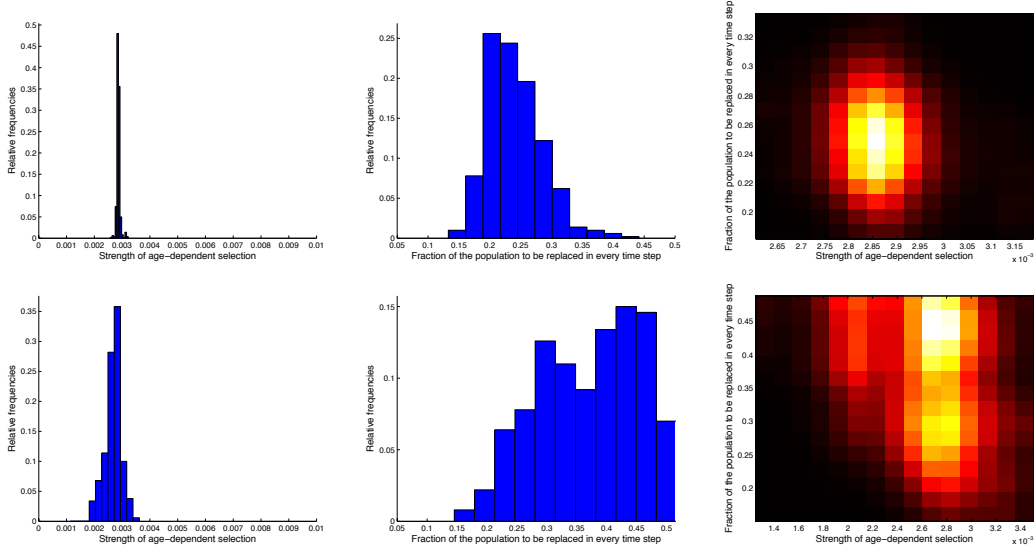 0.5
0.45
0.4
0.35
0.3
0.25
0.2
0.15
0.1
0.05
0
Relative frequencies
0 0.001 0.002 0.003 0.004 0.005 0.006 0.007 0.008 0.009 0.01
Strength of age-dependent selection
0.25
0.2
0.15
0.1
0.05
0
Relative frequencies
0.05 0.1 0.15 0.2 0.25 0.3 0.35 0.4 0.45 0.5
Fraction of the population to be replaced in every time step
0.32
0.3
0.28
0.26
0.24
0.22
0.2
Fraction of the population to be replaced in every time step
2.65 2.7 2.75 2.8 2.85 2.9 2.95 3 3.05 3.1 3.15
x 10⁻³
Strength of age-dependent selection
0.35
0.3
0.25
0.2
0.15
0.1
0.05
0
Relative frequencies
0 0.001 0.002 0.003 0.004 0.005 0.006 0.007 0.008 0.009 0.01
Strength of age-dependent selection
0.15
0.1
0.05
0
Relative frequencies
0.05 0.1 0.15 0.2 0.25 0.3 0.35 0.4 0.45 0.5
Fraction of the population to be replaced in every time step
0.45
0.4
0.35
0.3
0.25
0.2
Fraction of the population to be replaced in every time step
1.4 1.6 1.8 2 2.2 2.4 2.6 2.8 3 3.2 3.4
Strength of age-dependent selection